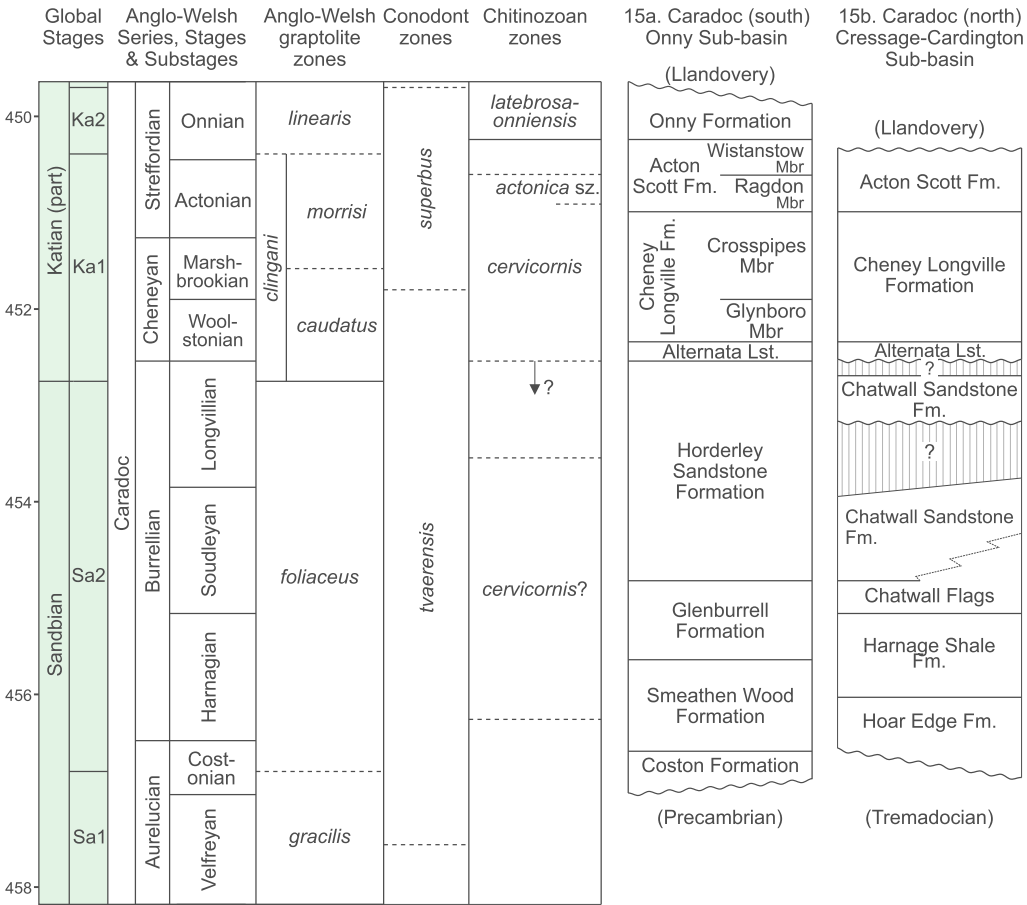 Global
Stages
Anglo-Welsh
Series, Stages
& Substages
Anglo-Welsh
graptolite
zones
Conodont
zones
Chitinozoan
zones
15a. Caradoc (south)
Onny Sub-basin
15b. Caradoc (north)
Cressage-Cardington
Sub-basin
450
452
454
456
458
Katian (part)
Sandbian
Ka2
Ka1
Sa2
Sa1
Caradoc
Streffordian
Cheneyan
Burrellian
Aurelucian
Onnian
Actonian
Marsh-
brookian
Wool-
stonian
Longvillian
Soudleyan
Harnagian
Cost-
onian
Velfreyan
linearis
clingani
morrisi
caudatus
foliaceus
gracilis
superbus
tvaerensis
latebrosa-
onniensis
actonica sz.
cervicornis
?
cervicornis?
(Llandovery)
Onny Formation
Acton
Scott Fm.
Wistanstow
Mbr
Ragdon
Mbr
Cheney
Longville Fm.
Crosspipes
Mbr
Glynboro
Mbr
Alternata Lst.
Horderley
Sandstone
Formation
Glenburrell
Formation
Smeathen Wood
Formation
Coston Formation
(Precambrian)
(Llandovery)
Acton Scott Fm.
Cheney Longville
Formation
Alternata Lst.
?
Chatwall Sandstone
Fm.
?
Chatwall Sandstone
Fm.
Chatwall Flags
Harnage Shale
Fm.
Hoar Edge Fm.
(Tremadocian)